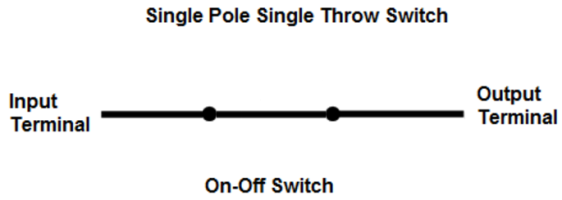 Single Pole Single Throw Switch
Input
Terminal
Output
Terminal
On-Off Switch